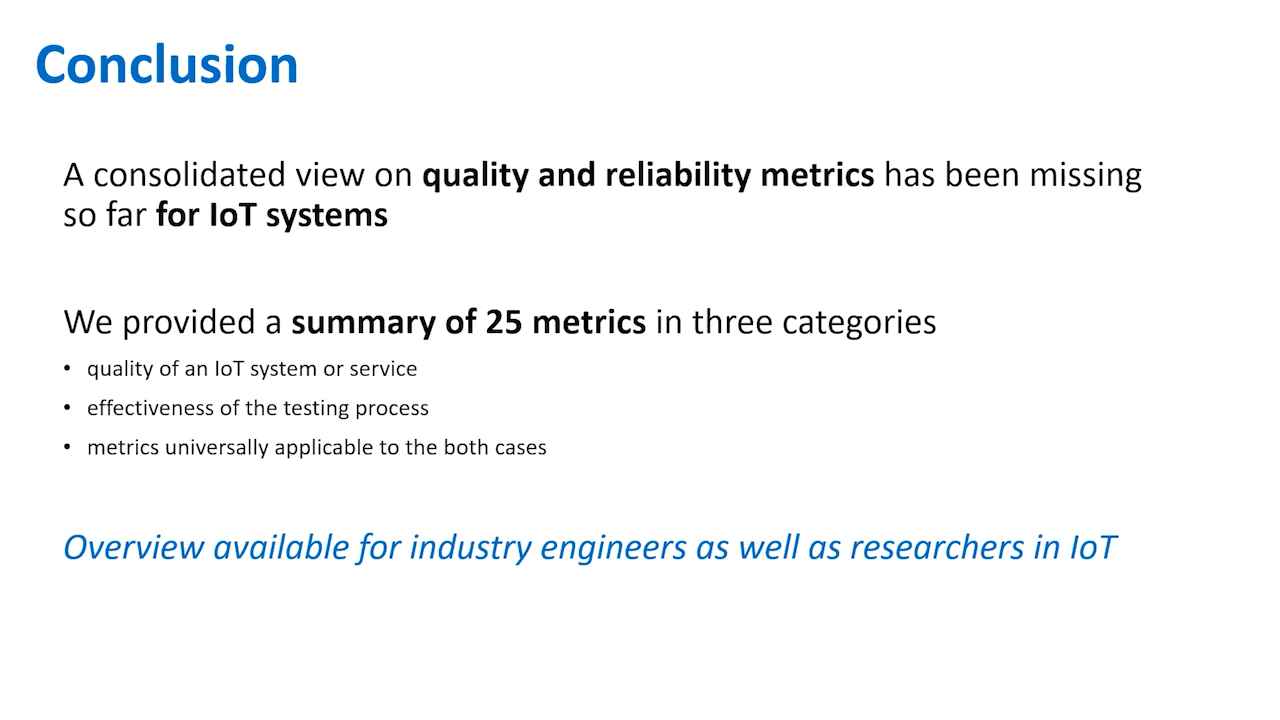 Conclusion
A consolidated view on quality and reliability metrics has been missing
so far for IoT systems
We provided a summary of 25 metrics in three categories
• quality of an IoT system or service
• effectiveness of the testing process
• metrics universally applicable to the both cases
Overview available for industry engineers as well as researchers in IoT